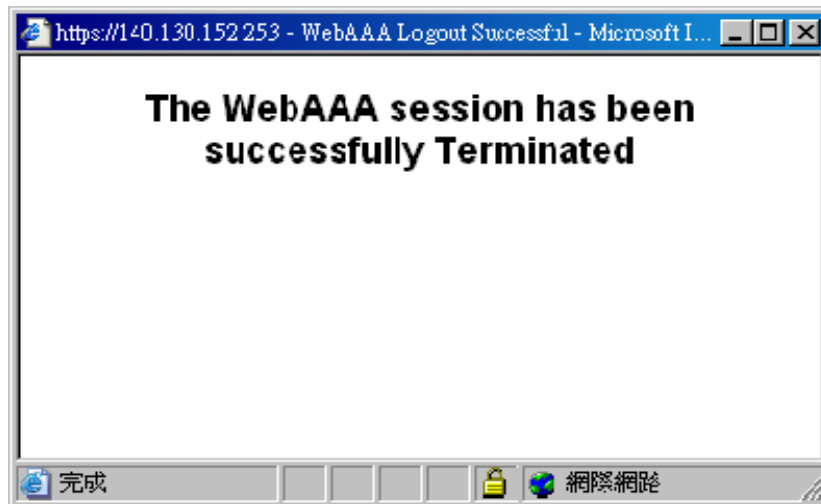 https://140.130.152.253 - WebAAA Logout Successful - Microsoft I...
The WebAAA session has been
successfully Terminated
完成
網際網路